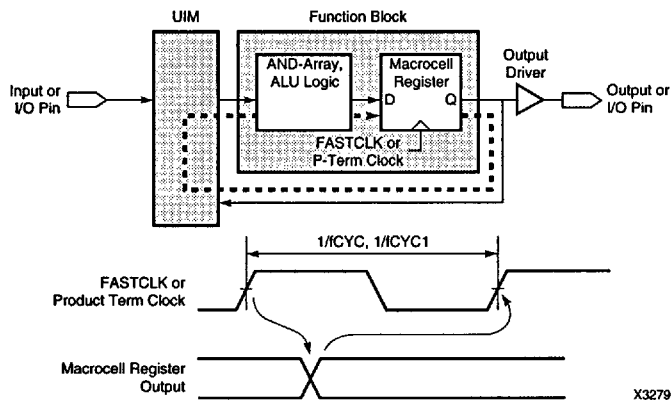 UIM
Function Block
AND-Array,
ALU Logic
Macrocell
Register
Output
Driver
Input or
I/O Pin
D
Q
Output or
I/O Pin
FASTCLK or
P-Term Clock
1/fCYC, 1/fCYC1
FASTCLK or
Product Term Clock
Macrocell Register
Output
X3279